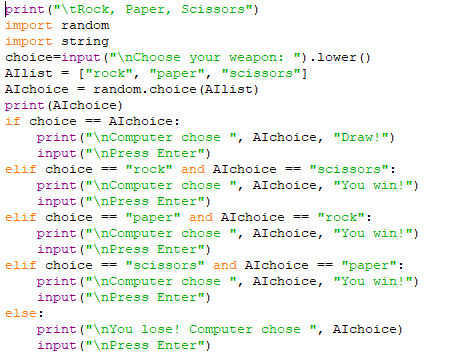 print("\tRock, Paper, Scissors")
import random
import string
choice=input("\nChoose your weapon: ").lower()
AIlist = ["rock", "paper", "scissors"]
AIchoice = random.choice(AIlist)
print(AIchoice)
if choice == AIchoice:
    print("\nComputer chose ", AIchoice, "Draw!")
    input("\nPress Enter")
elif choice == "rock" and AIchoice == "scissors":
    print("\nComputer chose ", AIchoice, "You win!")
    input("\nPress Enter")
elif choice == "paper" and AIchoice == "rock":
    print("\nComputer chose ", AIchoice, "You win!")
    input("\nPress Enter")
elif choice == "scissors" and AIchoice == "paper":
    print("\nComputer chose ", AIchoice, "You win!")
    input("\nPress Enter")
else:
    print("\nYou lose! Computer chose ", AIchoice)
    input("\nPress Enter")